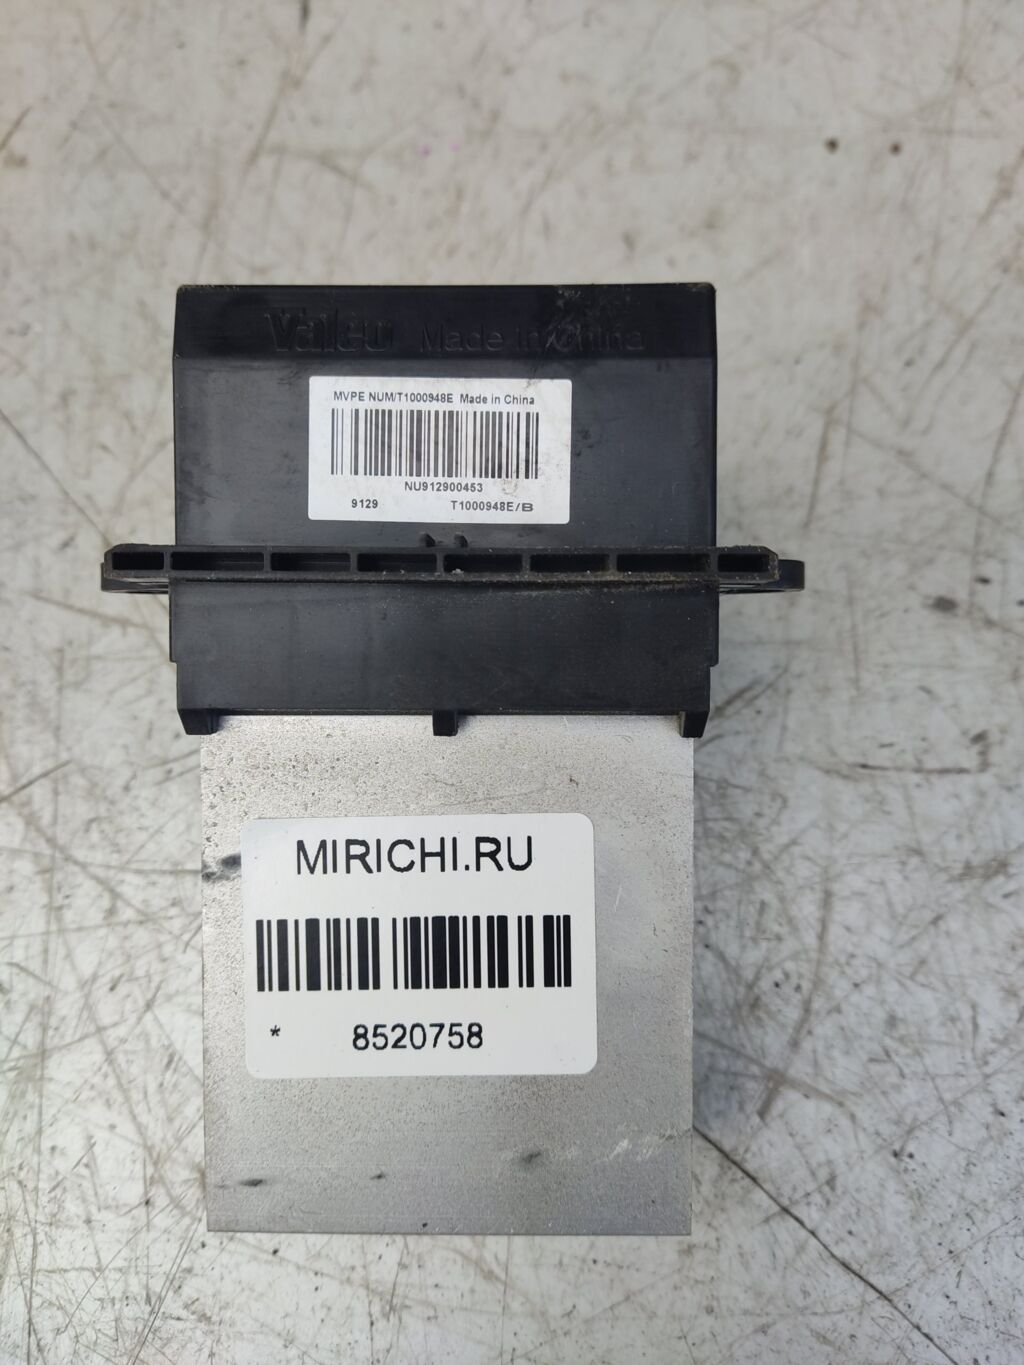 Valeo Made in China
MVPE NUM/T1000948E Made in China
NU912900453
9129 T1000948E/B
MIRICHI.RU
* 8520758